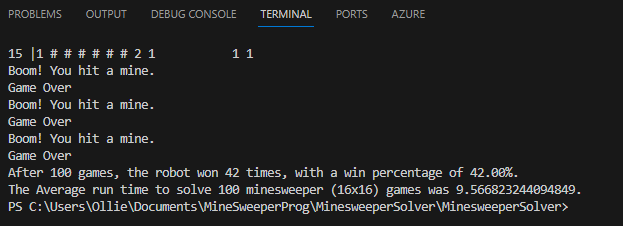 PROBLEMS OUTPUT DEBUG CONSOLE TERMINAL PORTS AZURE
15 |1 # # # # # # 2 1           1 1
Boom! You hit a mine.
Game Over
Boom! You hit a mine.
Game Over
Boom! You hit a mine.
Game Over
After 100 games, the robot won 42 times, with a win percentage of 42.00%.
The Average run time to solve 100 minesweeper (16x16) games was 9.566823244094849.
PS C:\Users\Ollie\Documents\MineSweeperProg\MinesweeperSolver\MinesweeperSolver>